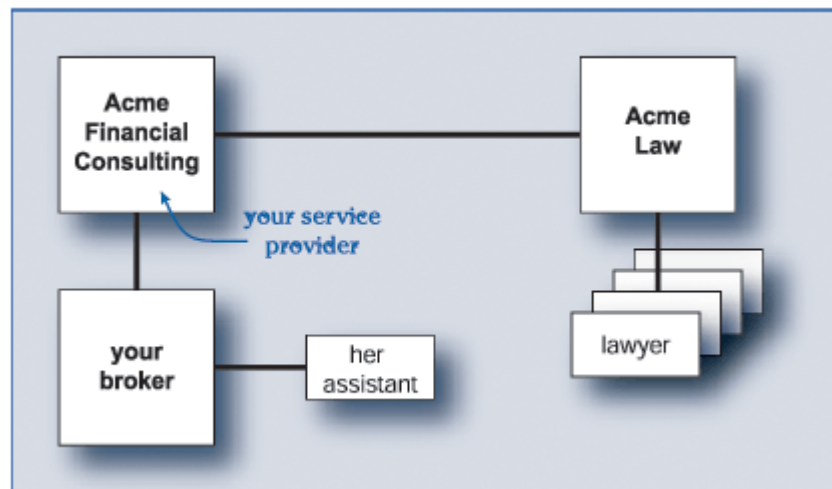 Acme
Financial
Consulting
Acme
Law
your service
provider
your
broker
her
assistant
lawyer